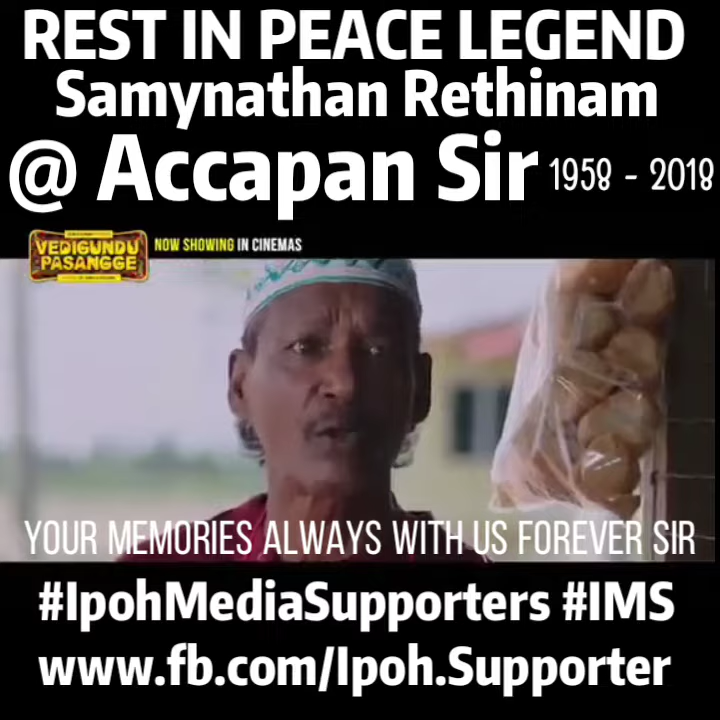 REST IN PEACE LEGEND
Samynathan Rethinam
@ Accapan Sir 1958 - 2018
VEDIGUNDU
PASANGGE
NOW SHOWING IN CINEMAS
YOUR MEMORIES ALWAYS WITH US FOREVER SIR
#IpohMediaSupporters #IMS
www.fb.com/Ipoh.Supporter